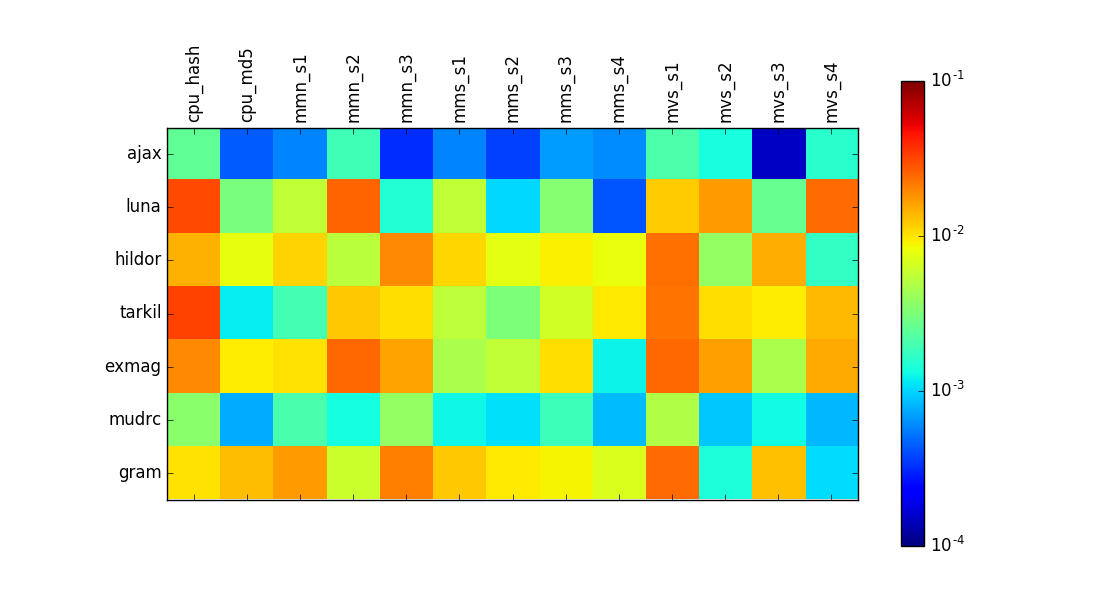 cpu_hash cpu_md5 mmn_s1 mmn_s2 mmn_s3 mms_s1 mms_s2 mms_s3 mms_s4 mvs_s1 mvs_s2 mvs_s3 mvs_s4
ajax
luna
hildor
tarkil
exmag
mudrc
gram
10⁻¹
10⁻²
10⁻³
10⁻⁴